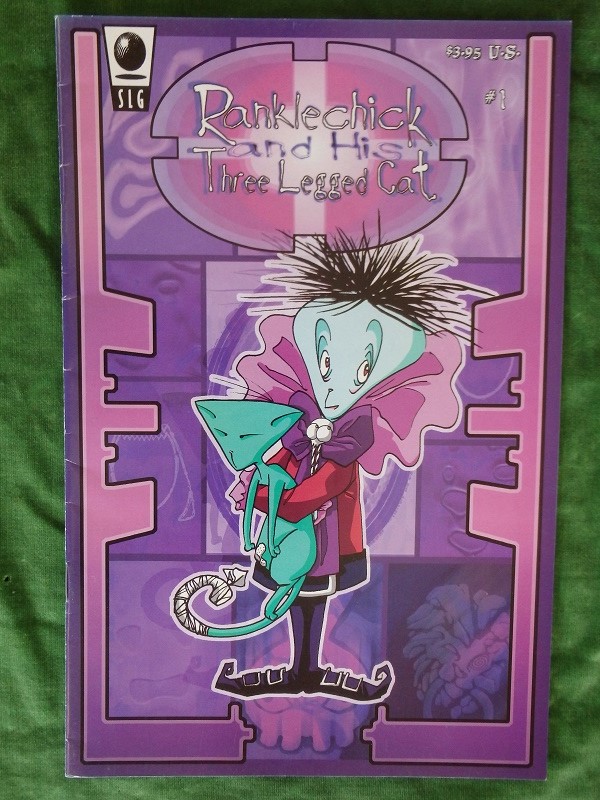 SLG
$3.95 U.S.
#1
Ranklechick
and His
Three Legged Cat